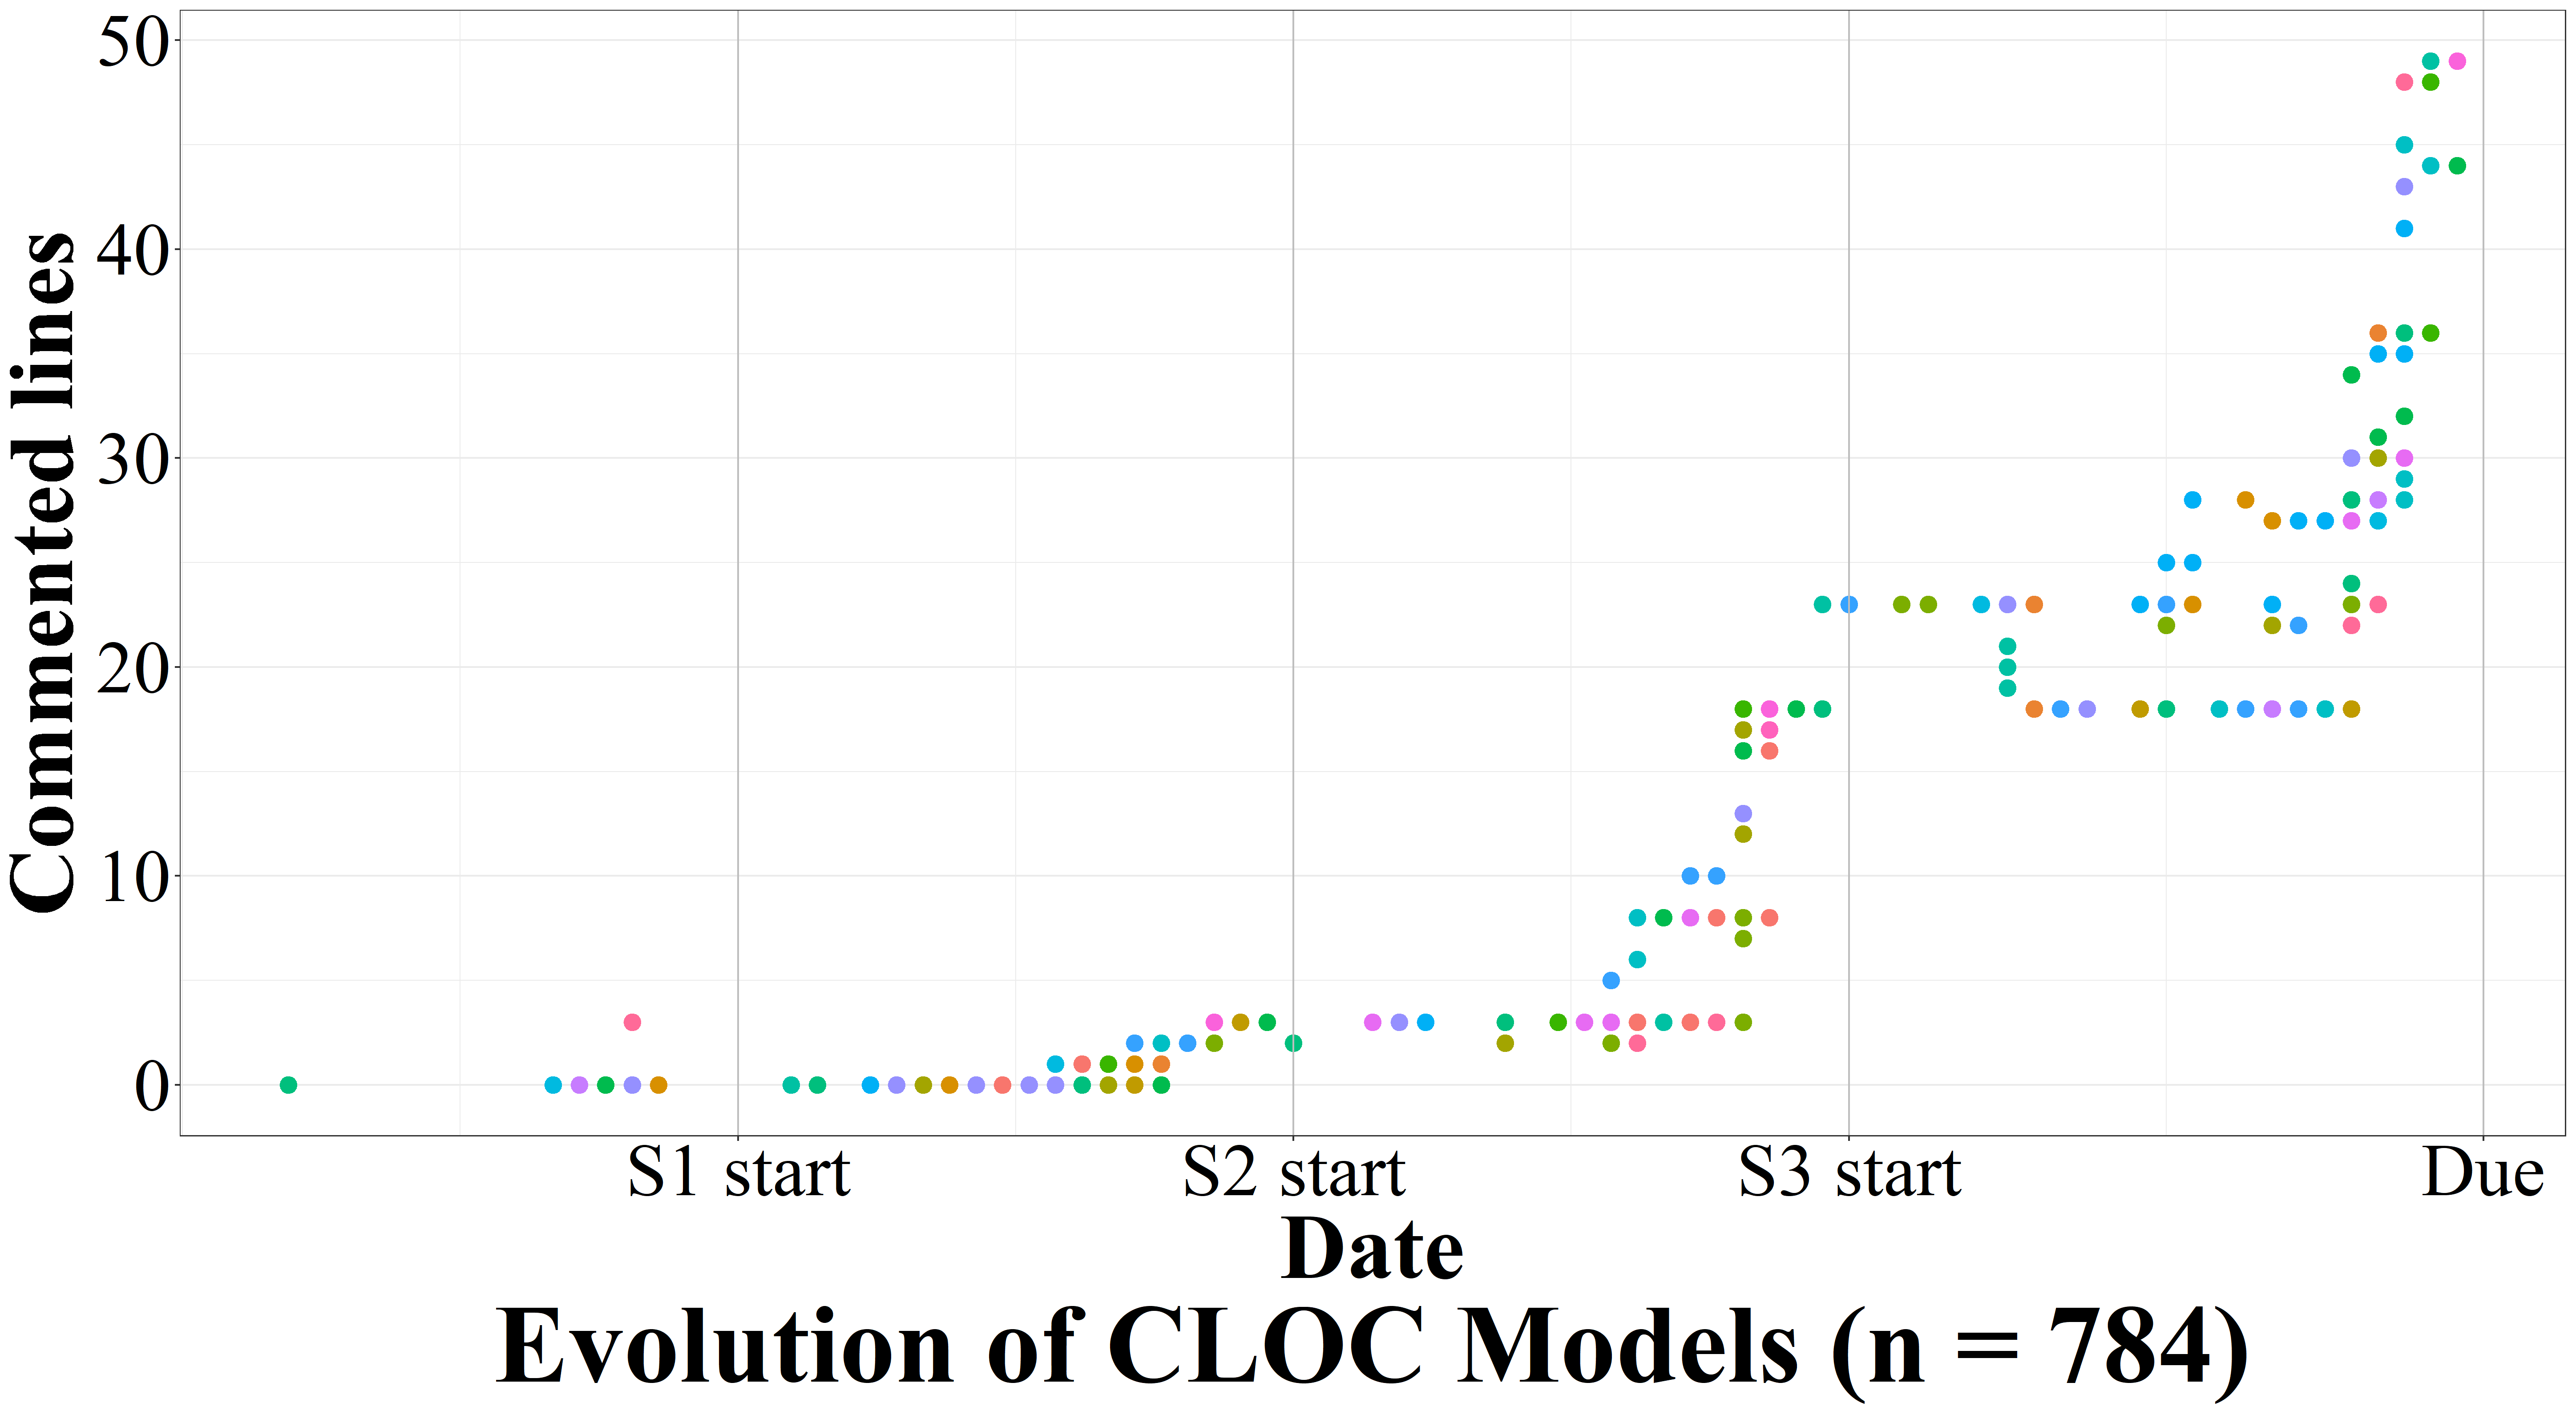 Commented lines
50
40
30
20
10
0
S1 start
S2 start
S3 start
Due
Date
Evolution of CLOC Models (n = 784)